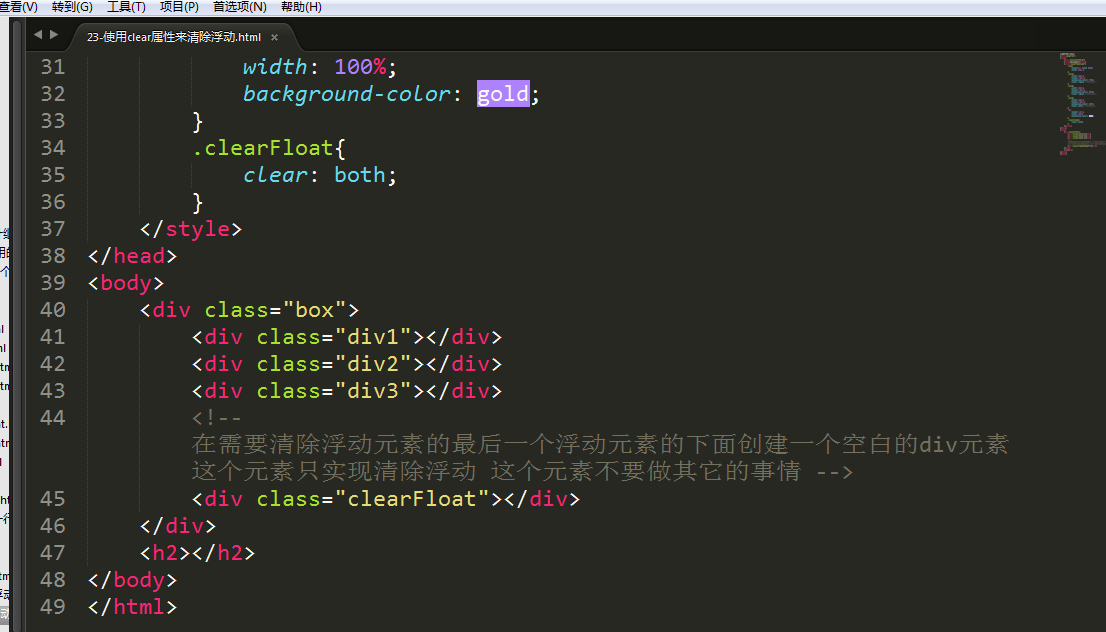 查看(V) 转到(G) 工具(T) 项目(P) 首选项(N) 帮助(H)
23-使用clear属性来清除浮动.html ×
31 width: 100%;
32 background-color: gold;
33 }
34 .clearFloat{
35 clear: both;
36 }
37 </style>
38 </head>
39 <body>
40 <div class="box">
41 <div class="div1"></div>
42 <div class="div2"></div>
43 <div class="div3"></div>
44 <!--
在需要清除浮动元素的最后一个浮动元素的下面创建一个空白的div元素
这个元素只实现清除浮动 这个元素不要做其它的事情 -->
45 <div class="clearFloat"></div>
46 </div>
47 <h2></h2>
48 </body>
49 </html>